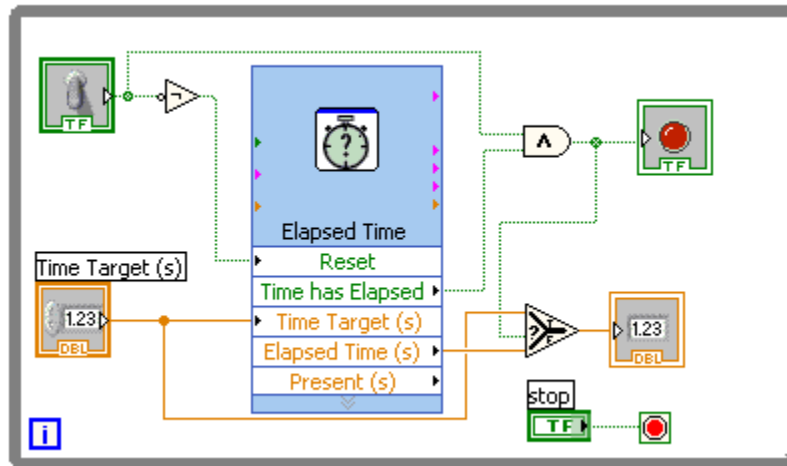 TF
?
Elapsed Time
Reset
Time has Elapsed
Time Target (s)
Elapsed Time (s)
Present (s)
Time Target (s)
1.23
DBL
TF
? T
F
1.23
DBL
stop
TF
i